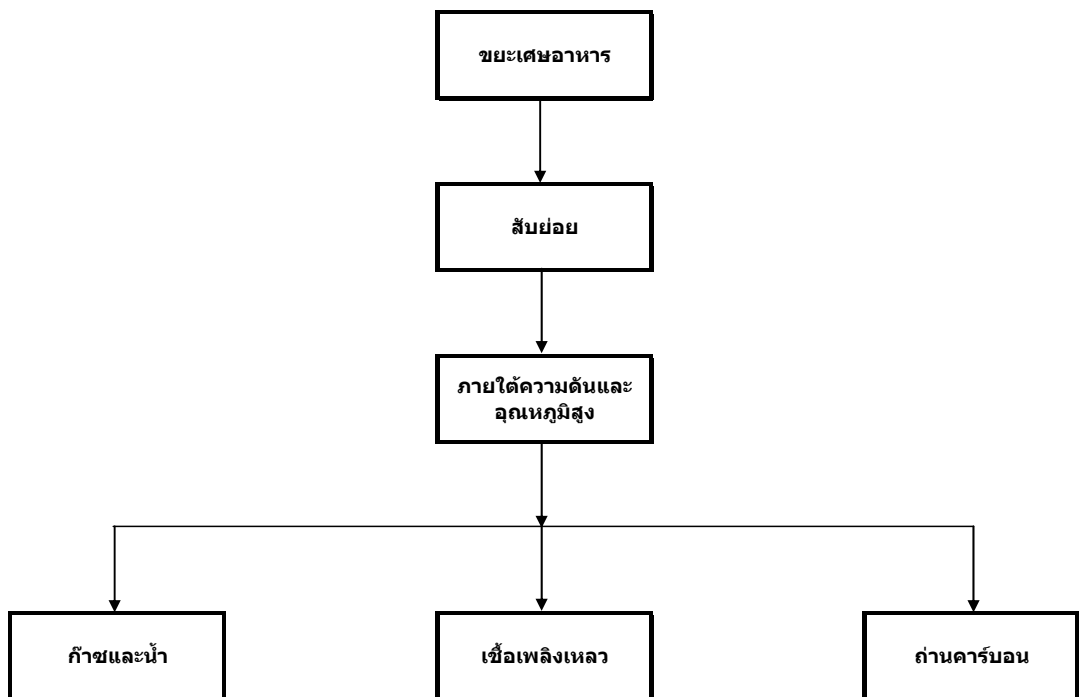 ขยะเศษอาหาร
สับย่อย
ภายใต้ความดันและ
อุณหภูมิสูง
ก๊าซและน้ำ
เชื้อเพลิงเหลว
ถ่านคาร์บอน